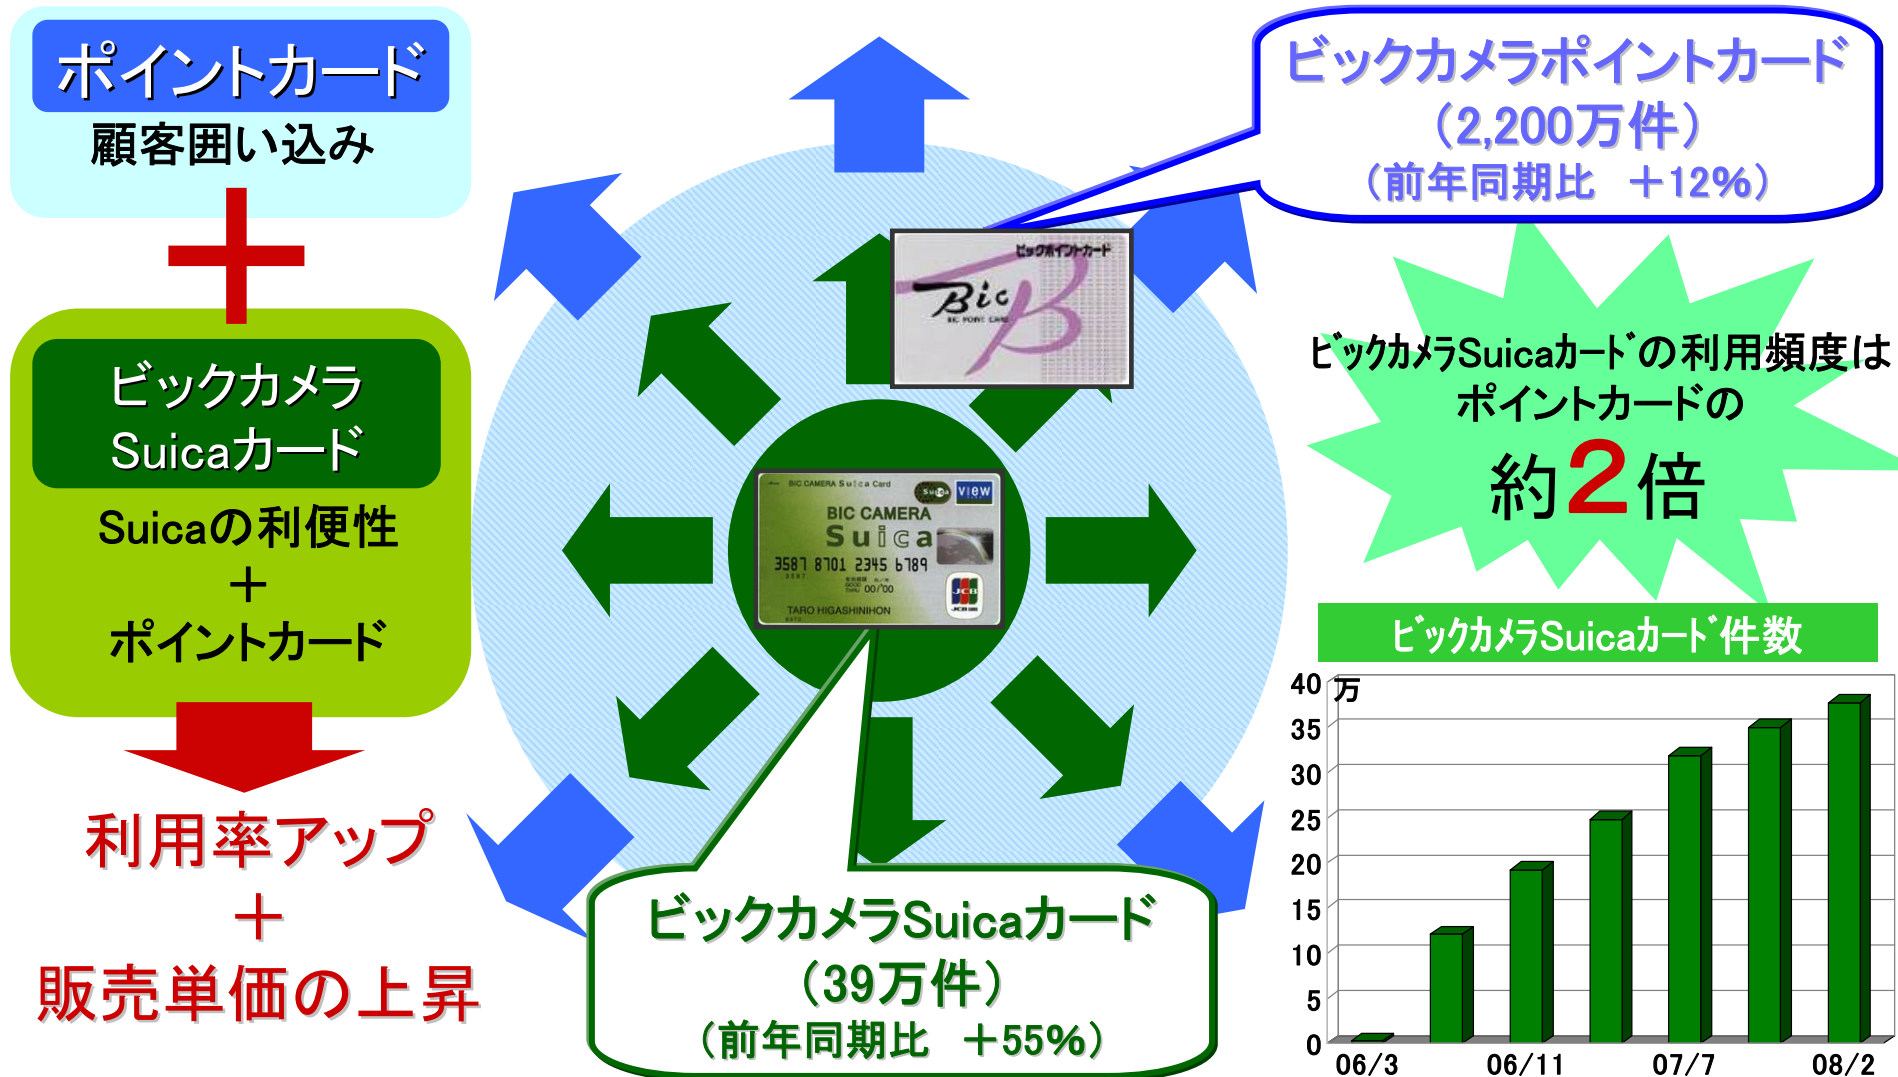 ポイントカード
顧客囲い込み
＋
ビックカメラ
Suicaカード
Suicaの利便性
＋
ポイントカード
利用率アップ
＋
販売単価の上昇
ビックカメラポイントカード
（2,200万件）
（前年同期比　＋12%）
ビックポイントカード
Bic
BIC POINT CARD
BIC CAMERA Suica Card
Suica
VIEW
BIC CAMERA
Suica
3587 8701 2345 6789
3587
GOOD
THRU
00/'00
JCB
TARO HIGASHINIHON
ビックカメラSuicaカード
（39万件）
（前年同期比　＋55%）
ﾋﾞｯｸｶﾒﾗSuicaｶｰﾄﾞの利用頻度は
ポイントカードの
約2倍
ﾋﾞｯｸｶﾒﾗSuicaｶｰﾄﾞ件数
40 万
35
30
25
20
15
10
5
0
06/3 06/11 07/7 08/2